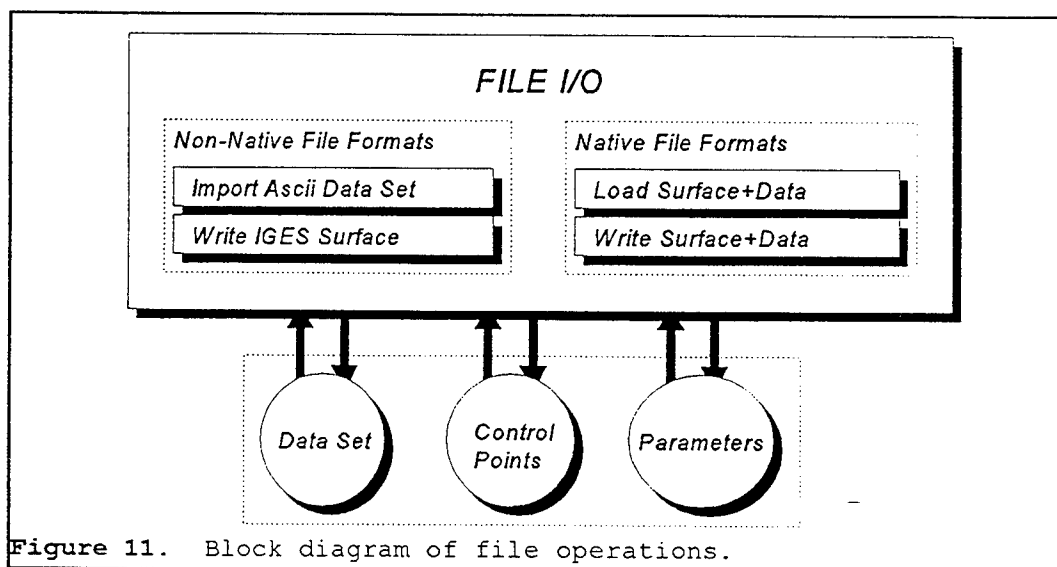 FILE I/O
Non-Native File Formats
Import Ascii Data Set
Write IGES Surface
Native File Formats
Load Surface+Data
Write Surface+Data
Data Set
Control
Points
Parameters
Figure 11. Block diagram of file operations.